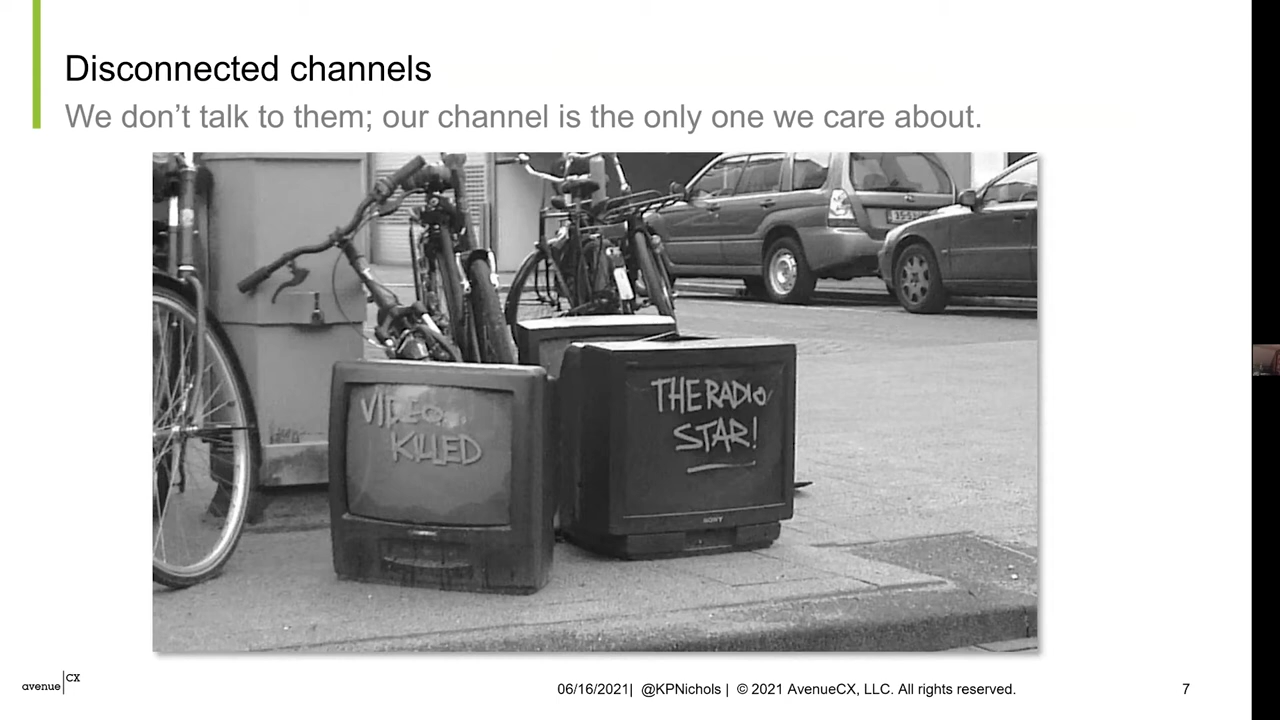 Disconnected channels
We don't talk to them; our channel is the only one we care about.
VIDEO
KILLED
THE RADIO
STAR!
SONY
avenue CX
06/16/2021| @KPNichols | © 2021 AvenueCX, LLC. All rights reserved.
7